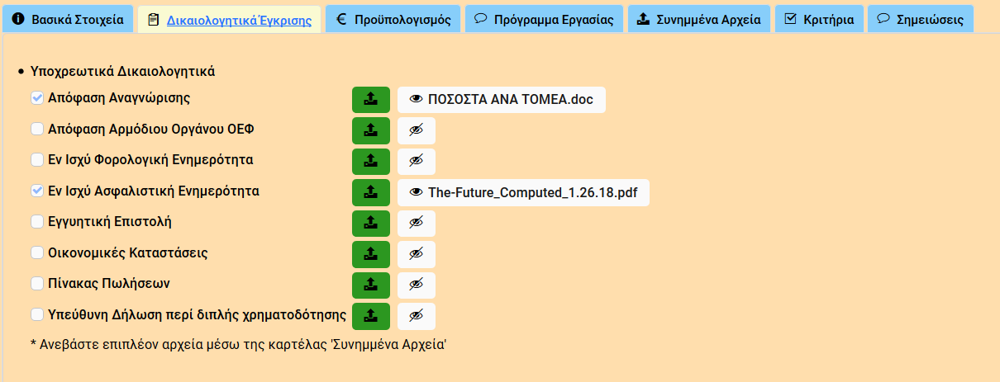 Βασικά Στοιχεία Δικαιολογητικά Έγκρισης Προϋπολογισμός Πρόγραμμα Εργασίας Συνημμένα Αρχεία Κριτήρια Σημειώσεις
• Υποχρεωτικά Δικαιολογητικά
Απόφαση Αναγνώρισης ΠΟΣΟΣΤΑ ΑΝΑ ΤΟΜΕΑ.doc
Απόφαση Αρμόδιου Οργάνου ΟΕΦ
Εν Ισχύ Φορολογική Ενημερότητα
Εν Ισχύ Ασφαλιστική Ενημερότητα The-Future_Computed_1.26.18.pdf
Εγγυητική Επιστολή
Οικονομικές Καταστάσεις
Πίνακας Πωλήσεων
Υπεύθυνη Δήλωση περί διπλής χρηματοδότησης
* Ανεβάστε επιπλέον αρχεία μέσω της καρτέλας 'Συνημμένα Αρχεία'